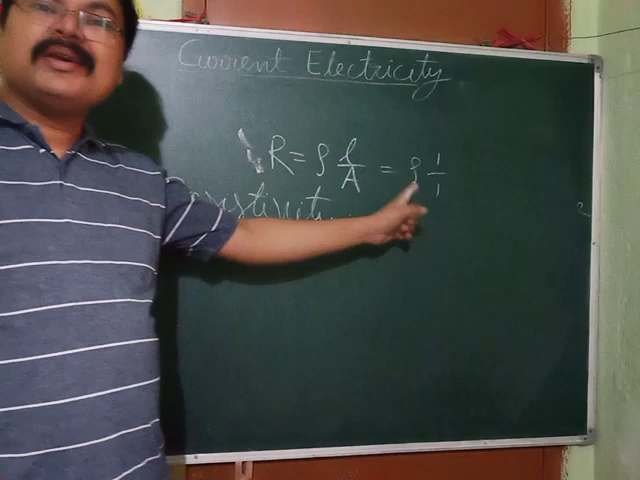 Current Electricity
R = ρ l/A = ρ 1/1